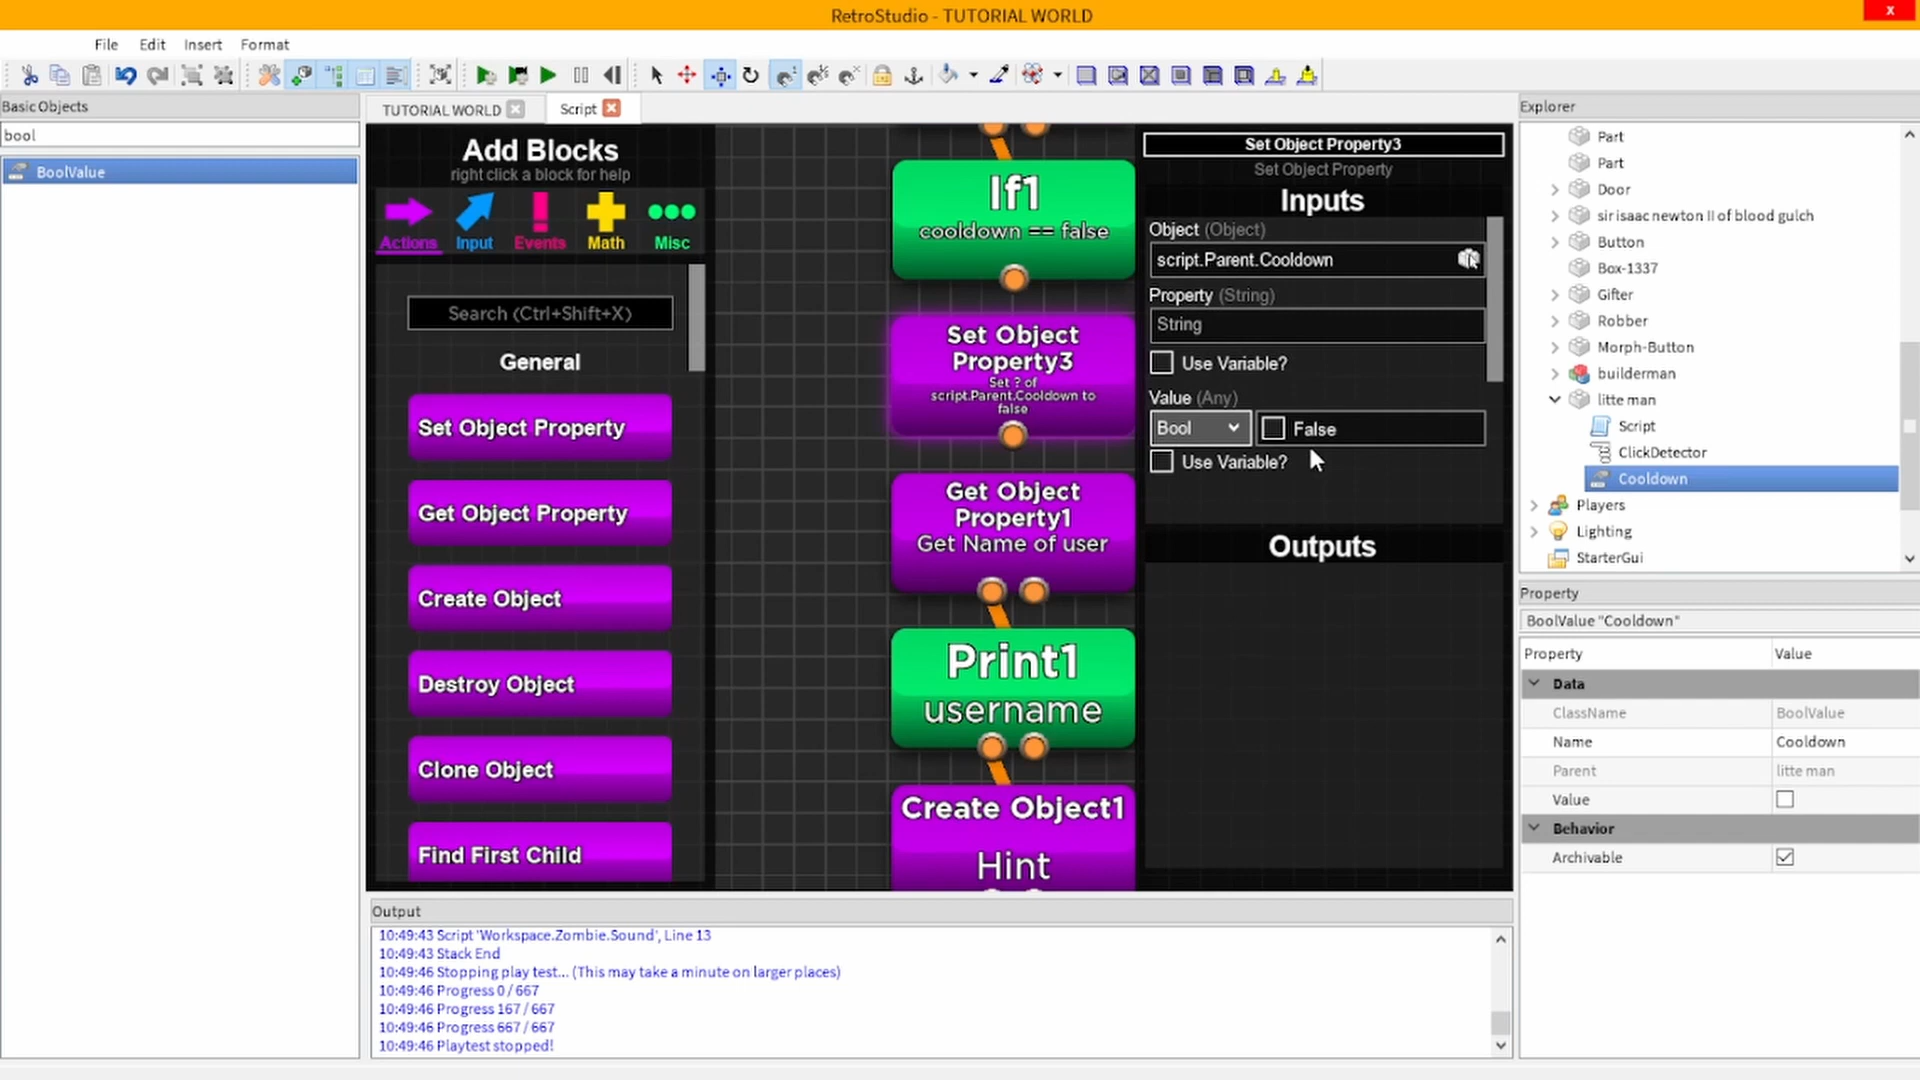 RetroStudio - TUTORIAL WORLD
x
File Edit Insert Format
Basic Objects
bool
BoolValue
TUTORIAL WORLD
Script
Add Blocks
right click a block for help
Actions Input Events Math Misc
Search (Ctrl+Shift+X)
General
Set Object Property
Get Object Property
Create Object
Destroy Object
Clone Object
Find First Child
If1
cooldown == false
Set Object
Property3
Set ? of
script.Parent.Cooldown to
false
Get Object
Property1
Get Name of user
Print1
username
Create Object1
Hint
Set Object Property3
Set Object Property
Inputs
Object (Object)
script.Parent.Cooldown
Property (String)
String
Use Variable?
Value (Any)
Bool False
Use Variable?
Outputs
Output
10:49:43 Script 'Workspace.Zombie.Sound', Line 13
10:49:43 Stack End
10:49:46 Stopping play test... (This may take a minute on larger places)
10:49:46 Progress 0 / 667
10:49:46 Progress 167 / 667
10:49:46 Progress 667 / 667
10:49:46 Playtest stopped!
Explorer
Part
Part
Door
sir isaac newton II of blood gulch
Button
Box-1337
Gifter
Robber
Morph-Button
builderman
litte man
Script
ClickDetector
Cooldown
Players
Lighting
StarterGui
Property
BoolValue "Cooldown"
Property Value
Data
ClassName BoolValue
Name Cooldown
Parent litte man
Value
Behavior
Archivable